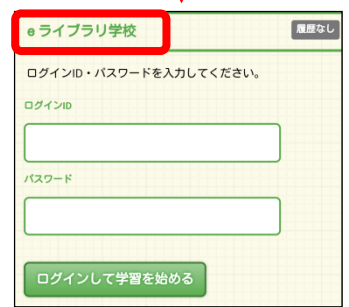 eライブラリ学校
履歴なし
ログインID・パスワードを入力してください。
ログインID
パスワード
ログインして学習を始める